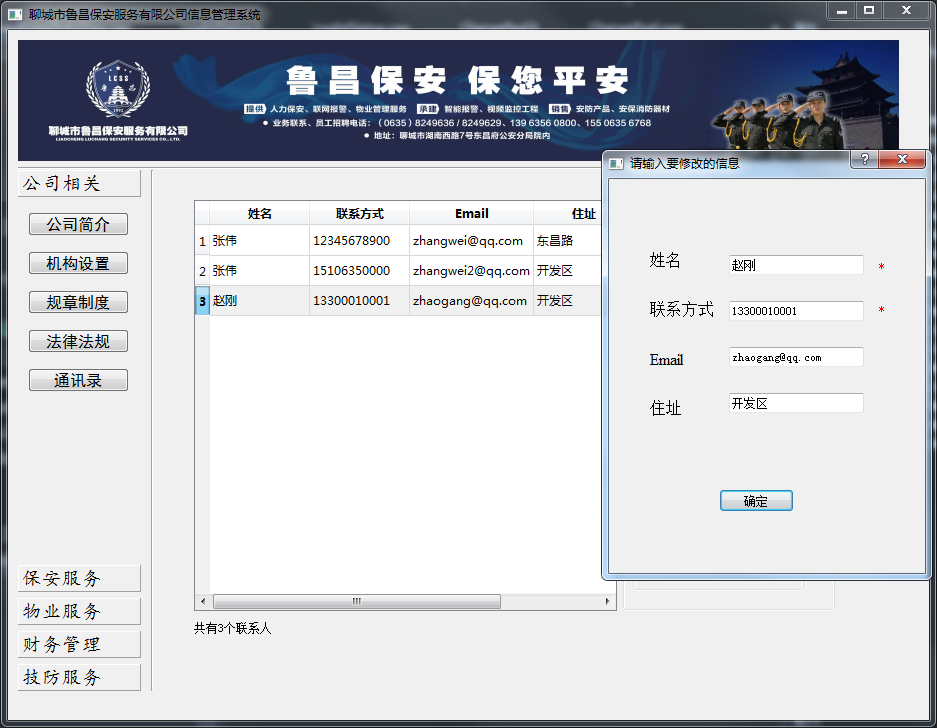 聊城市鲁昌保安服务有限公司信息管理系统
LCSS
鲁 昌
1992
聊城市鲁昌保安服务有限公司
LIAOCHENG LUCHANG SECURITY SERVICES CO., LTD.
鲁昌保安 保您平安
提供 人力保安、联网报警、物业管理服务 承建 智能报警、视频监控工程 销售 安防产品、安保消防器材
● 业务联系、员工招聘电话：（0635）8249636 / 8249629、139 6356 0800、155 0635 6768
● 地址：聊城市湖南西路7号东昌府公安分局院内
公司相关
公司简介
机构设置
规章制度
法律法规
通讯录
保安服务
物业服务
财务管理
技防服务
姓名 联系方式 Email 住址
1 张伟 12345678900 zhangwei@qq.com 东昌路
2 张伟 15106350000 zhangwei2@qq.com 开发区
3 赵刚 13300010001 zhaogang@qq.com 开发区
共有3个联系人
请输入要修改的信息
姓名 赵刚 *
联系方式 13300010001 *
Email zhaogang@qq.com
住址 开发区
确定